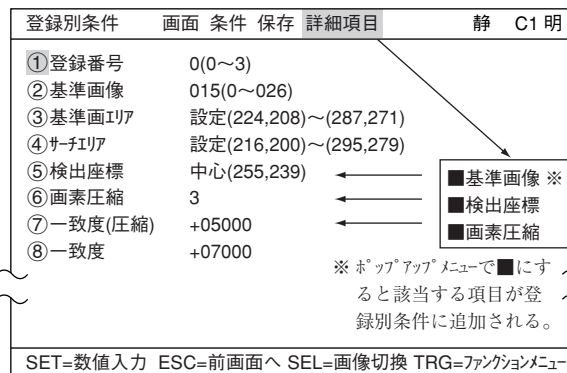 登録別条件 画面 条件 保存 詳細項目 静 C1 明
①登録番号 0(0～3)
②基準画像 015(0～026)
③基準画ｴﾘｱ 設定(224,208)～(287,271)
④ｻｰﾁｴﾘｱ 設定(216,200)～(295,279)
⑤検出座標 中心(255,239)
⑥画素圧縮 3
⑦一致度(圧縮) +05000
⑧一致度 +07000
■基準画像 ※
■検出座標
■画素圧縮
※ ﾎﾟｯﾌﾟｱｯﾌﾟﾒﾆｭｰで■にす
ると該当する項目が登
録別条件に追加される。
SET=数値入力 ESC=前画面へ SEL=画像切換 TRG=ﾌｧﾝｸｼｮﾝﾒﾆｭｰ